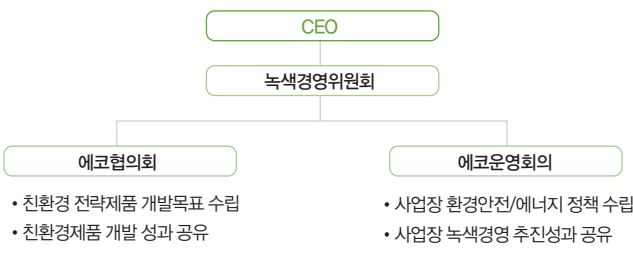 CEO
녹색경영위원회
에코협의회
에코운영회의
• 친환경 전략제품 개발목표 수립
• 친환경제품 개발 성과 공유
• 사업장 환경안전/에너지 정책 수립
• 사업장 녹색경영 추진성과 공유